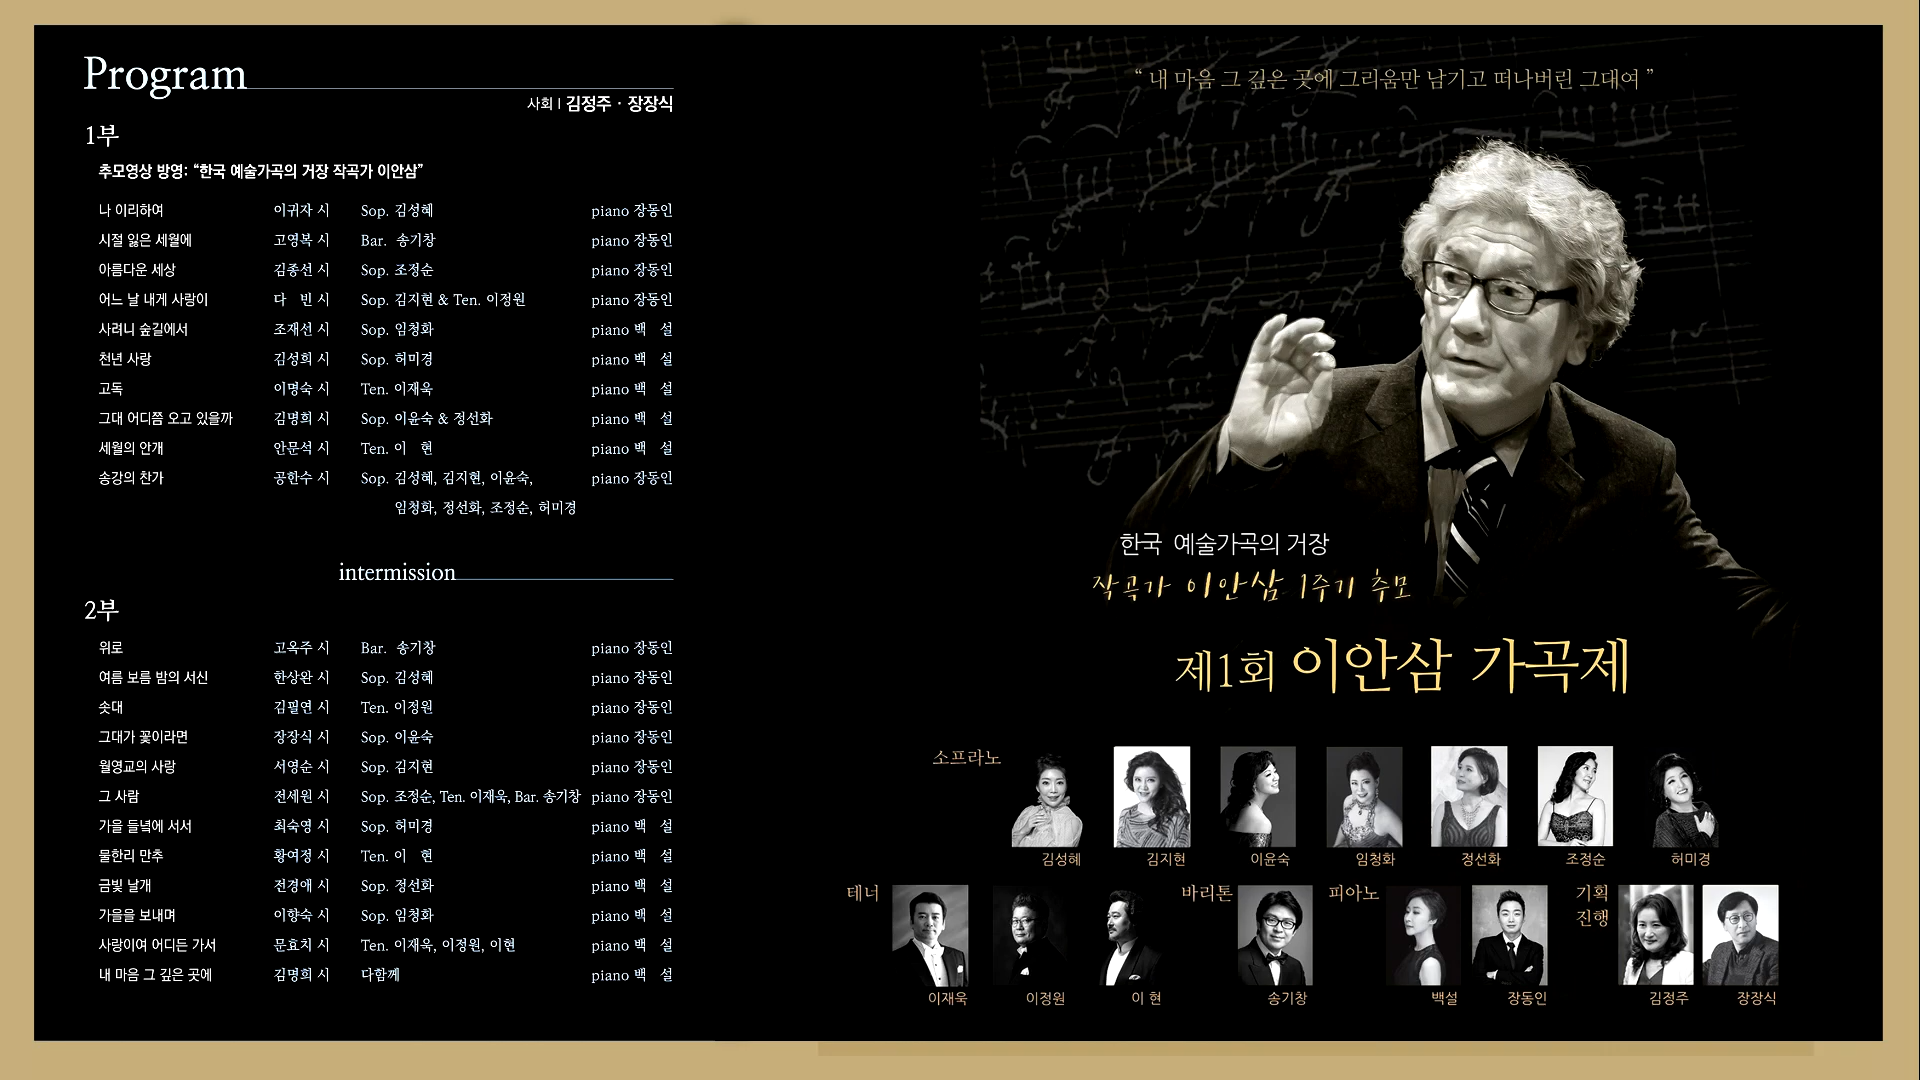 Program
사회 | 김정주 · 장장식
1부
추모영상 방영: “한국 예술가곡의 거장 작곡가 이안삼”
나 이리하여 이귀자 시 Sop. 김성혜 piano 장동인
시절 잃은 세월에 고영복 시 Bar. 송기창 piano 장동인
아름다운 세상 김종선 시 Sop. 조정순 piano 장동인
어느 날 내게 사랑이 다 빈 시 Sop. 김지현 & Ten. 이정원 piano 장동인
사려니 숲길에서 조재선 시 Sop. 임청화 piano 백 설
천년 사랑 김성희 시 Sop. 허미경 piano 백 설
고독 이명숙 시 Ten. 이재욱 piano 백 설
그대 어디쯤 오고 있을까 김명희 시 Sop. 이윤숙 & 정선화 piano 백 설
세월의 안개 안문석 시 Ten. 이 현 piano 백 설
송강의 찬가 공한수 시 Sop. 김성혜, 김지현, 이윤숙, piano 장동인
임청화, 정선화, 조정순, 허미경
intermission
2부
위로 고옥주 시 Bar. 송기창 piano 장동인
여름 보름 밤의 서신 한상완 시 Sop. 김성혜 piano 장동인
솟대 김필연 시 Ten. 이정원 piano 장동인
그대가 꽃이라면 장장식 시 Sop. 이윤숙 piano 장동인
월영교의 사랑 서영순 시 Sop. 김지현 piano 장동인
그 사람 전세원 시 Sop. 조정순, Ten. 이재욱, Bar. 송기창 piano 장동인
가을 들녘에 서서 최숙영 시 Sop. 허미경 piano 백 설
물한리 만추 황여정 시 Ten. 이 현 piano 백 설
금빛 날개 전경애 시 Sop. 정선화 piano 백 설
가을을 보내며 이향숙 시 Sop. 임청화 piano 백 설
사랑이여 어디든 가서 문효치 시 Ten. 이재욱, 이정원, 이현 piano 백 설
내 마음 그 깊은 곳에 김명희 시 다함께 piano 백 설
“ 내 마음 그 깊은 곳에 그리움만 남기고 떠나버린 그대여 ”
한국 예술가곡의 거장
작곡가 이안삼 1주기 추모
제1회 이안삼 가곡제
소프라노
김성혜 김지현 이윤숙 임청화 정선화 조정순 허미경
테너 바리톤 피아노 기획
진행
이재욱 이정원 이 현 송기창 백설 장동인 김정주 장장식